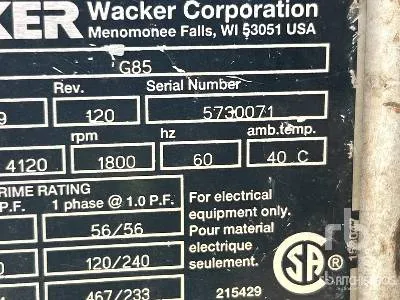 KER Wacker Corporation
Menomonee Falls, WI 53051 USA
G85
Rev. Serial Number
9 120 5730071
rpm hz amb.temp.
4120 1800 60 40 C
RIME RATING
P.F. 1 phase @ 1.0 P.F.
56/56
120/240
467/233
For electrical
equipment only.
Pour material
electrique
seulement.
SA ®
215429